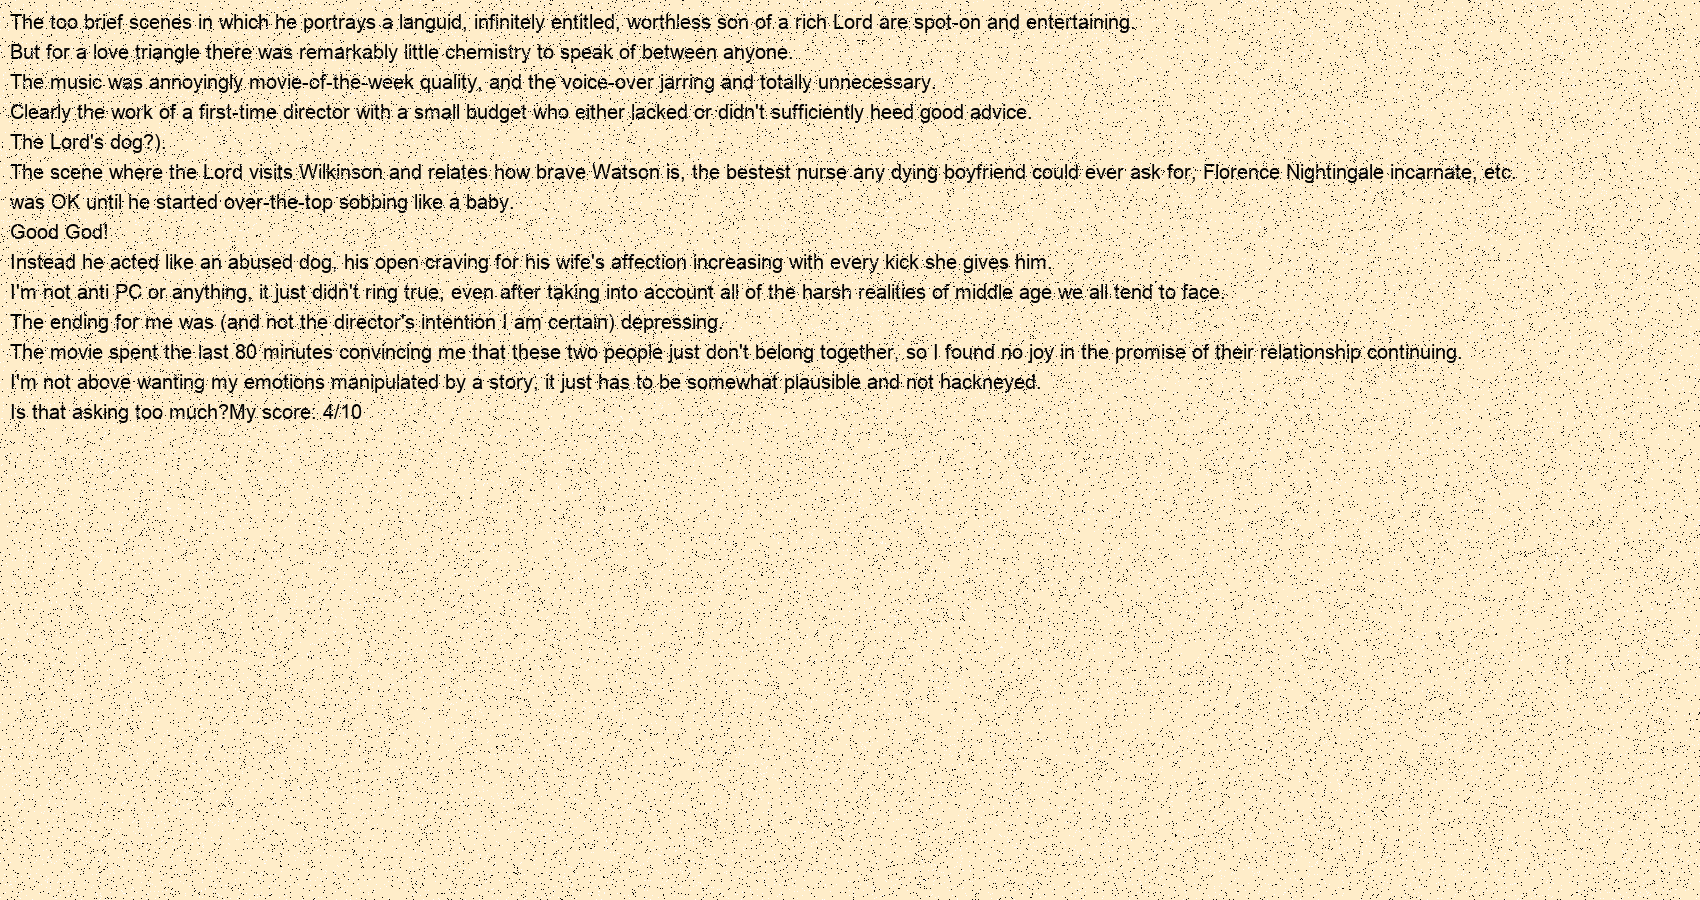 The too brief scenes in which he portrays a languid, infinitely entitled, worthless son of a rich Lord are spot-on and entertaining.
But for a love triangle there was remarkably little chemistry to speak of between anyone.
The music was annoyingly movie-of-the-week quality, and the voice-over jarring and totally unnecessary.
Clearly the work of a first-time director with a small budget who either lacked or didn't sufficiently heed good advice.
The Lord's dog?).
The scene where the Lord visits Wilkinson and relates how brave Watson is, the bestest nurse any dying boyfriend could ever ask for, Florence Nightingale incarnate, etc.
was OK until he started over-the-top sobbing like a baby.
Good God!
Instead he acted like an abused dog, his open craving for his wife's affection increasing with every kick she gives him.
I'm not anti PC or anything, it just didn't ring true, even after taking into account all of the harsh realities of middle age we all tend to face.
The ending for me was (and not the director's intention I am certain) depressing.
The movie spent the last 80 minutes convincing me that these two people just don't belong together, so I found no joy in the promise of their relationship continuing.
I'm not above wanting my emotions manipulated by a story, it just has to be somewhat plausible and not hackneyed.
Is that asking too much?My score: 4/10